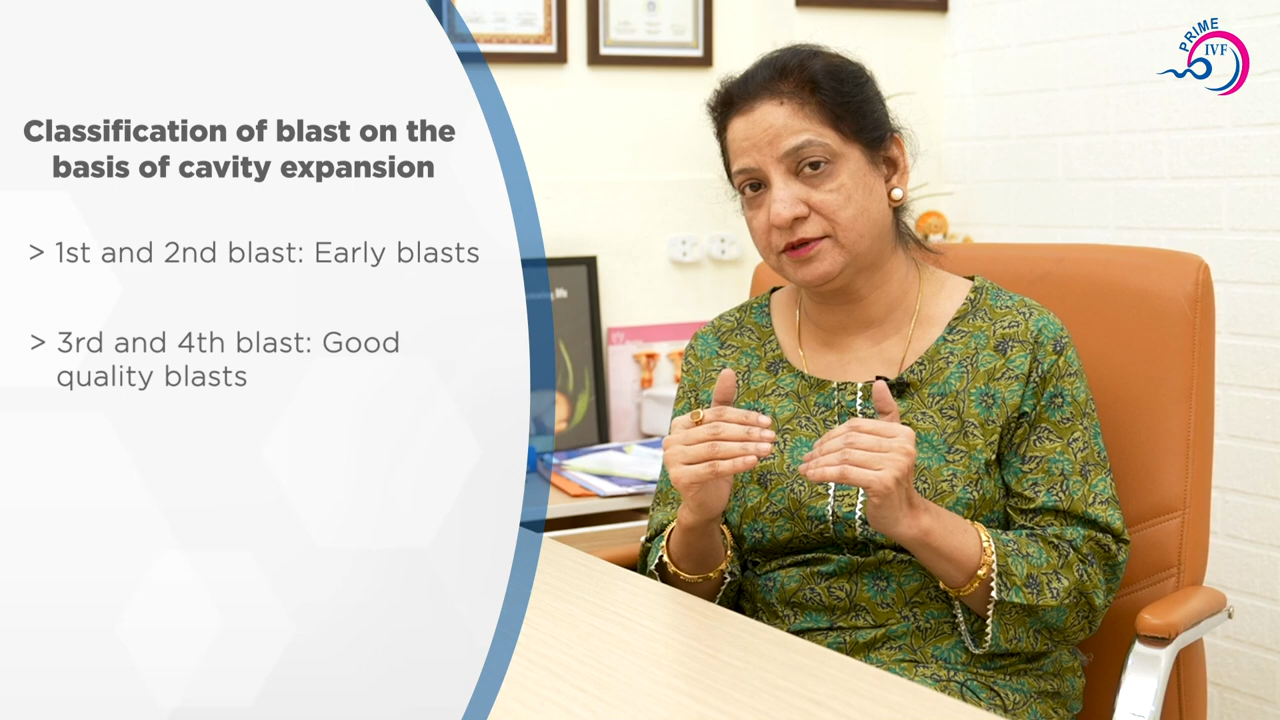 Classification of blast on the
basis of cavity expansion
> 1st and 2nd blast: Early blasts
> 3rd and 4th blast: Good
quality blasts
PRIME
IVF